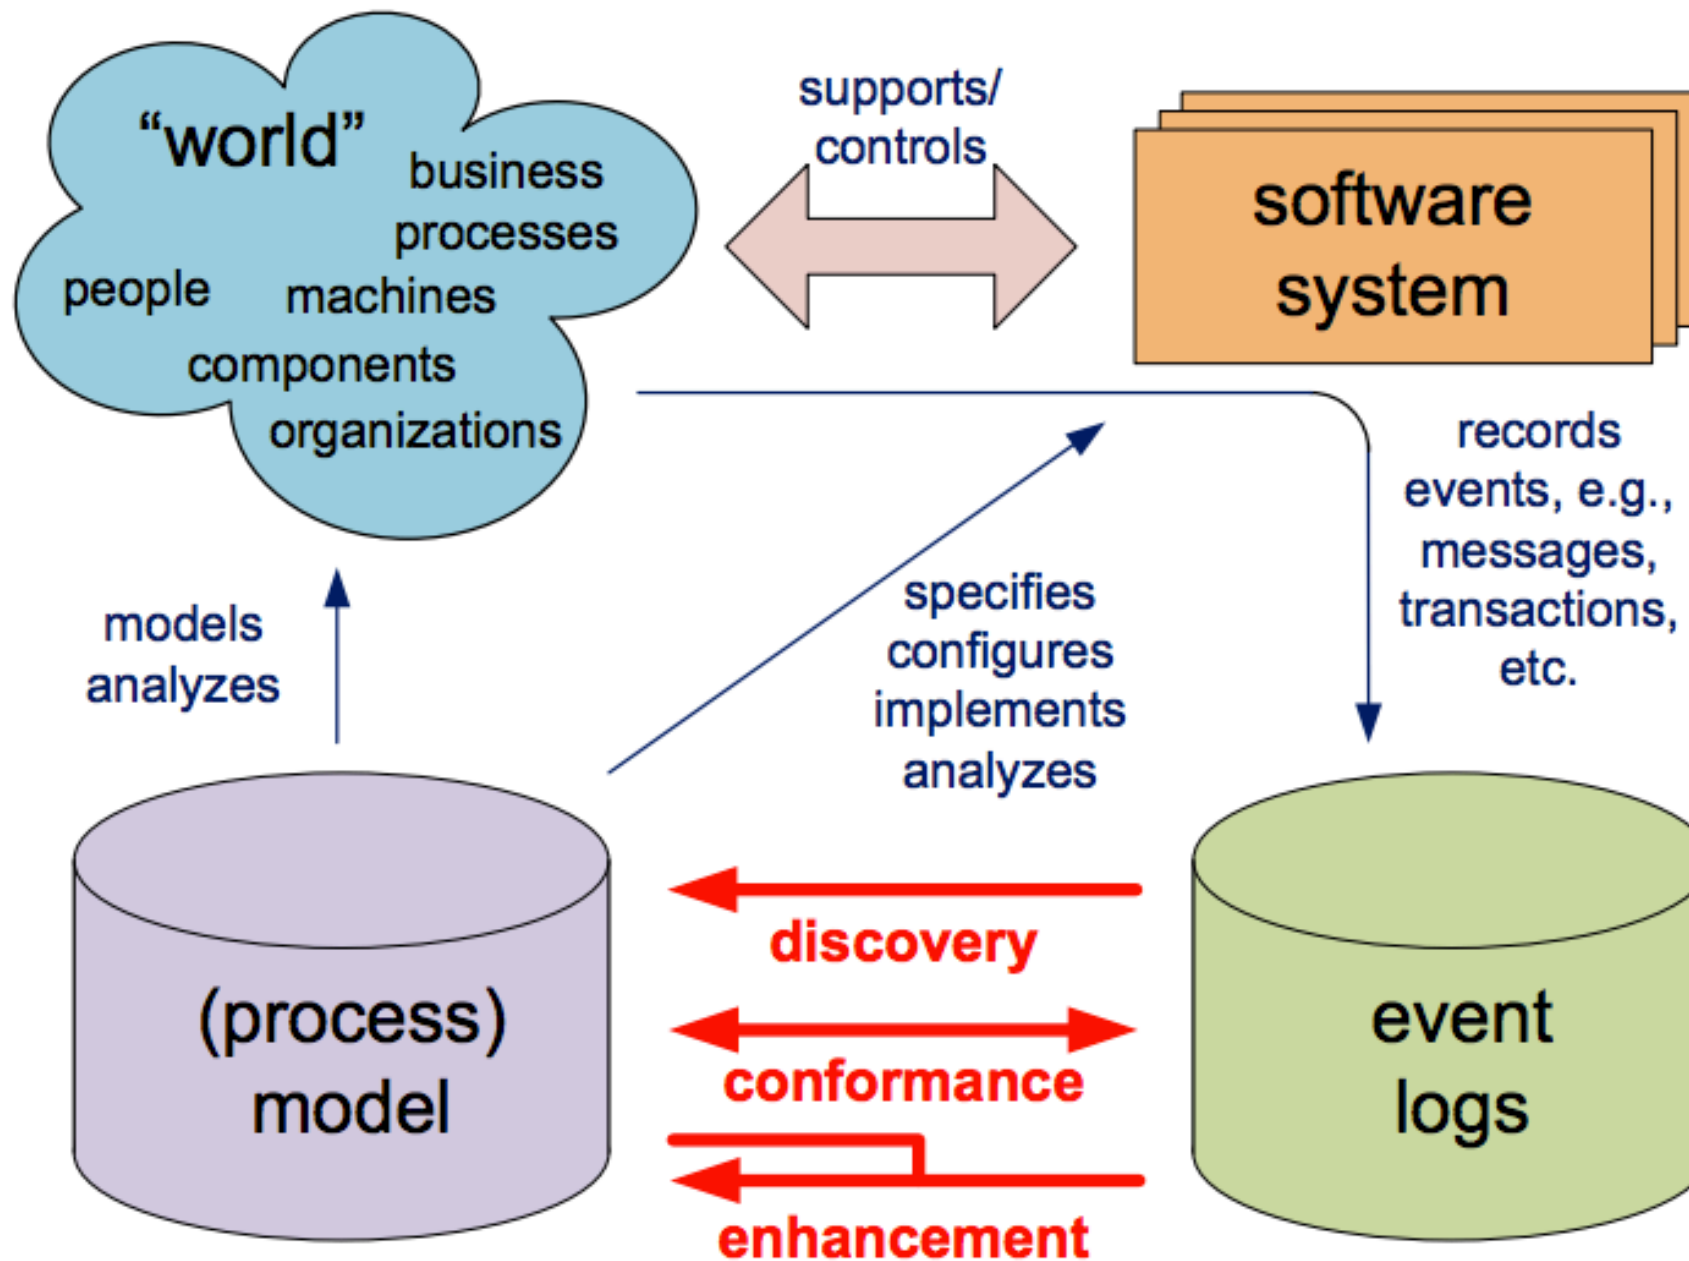 “world”
business
processes
people
machines
components
organizations
supports/
controls
software
system
records
events, e.g.,
messages,
transactions,
etc.
models
analyzes
specifies
configures
implements
analyzes
(process)
model
discovery
conformance
enhancement
event
logs